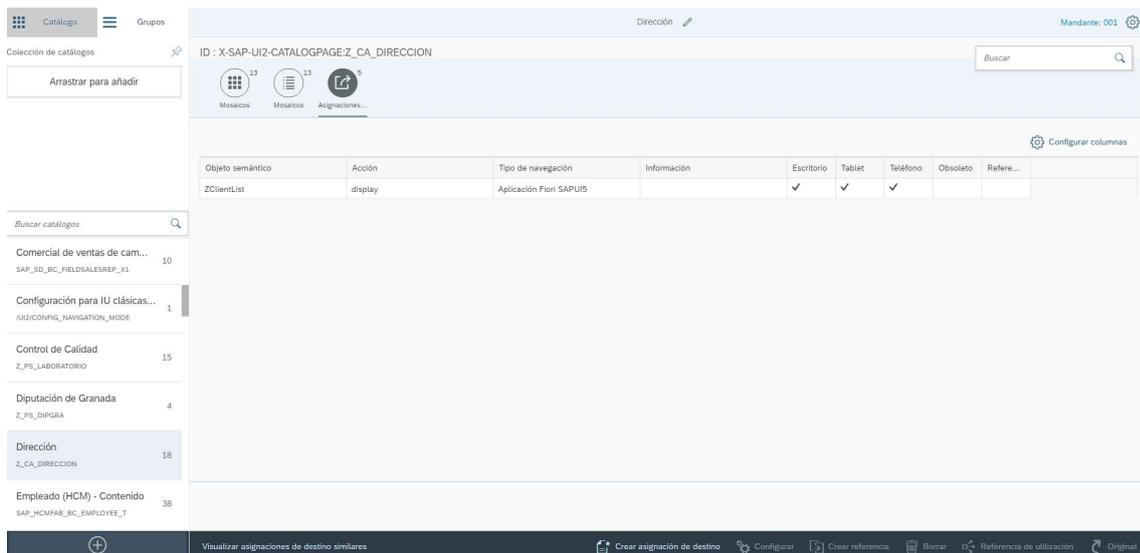 Catálogo
Grupos
Dirección
Mandante: 001
Colección de catálogos
ID : X-SAP-UI2-CATALOGPAGE:Z_CA_DIRECCION
Buscar
Arrastrar para añadir
13
13
5
Mosaicos
Mosaicos
Asignaciones...
Configurar columnas
Objeto semántico Acción Tipo de navegación Información Escritorio Tablet Teléfono Obsoleto Refere...
ZClientList display Aplicación Fiori SAPUI5
Buscar catálogos
Comercial de ventas de cam... 10
SAP_SD_BC_FIELDSALESREP_X1
Configuración para IU clásicas... 1
/UI2/CONFIG_NAVIGATION_MODE
Control de Calidad 15
Z_PS_LABORATORIO
Diputación de Granada 4
Z_PS_DIPGRA
Dirección 18
Z_CA_DIRECCION
Empleado (HCM) - Contenido 38
SAP_HCMFAB_BC_EMPLOYEE_T
Visualizar asignaciones de destino similares Crear asignación de destino Configurar Crear referencia Borrar Referencia de utilización Original